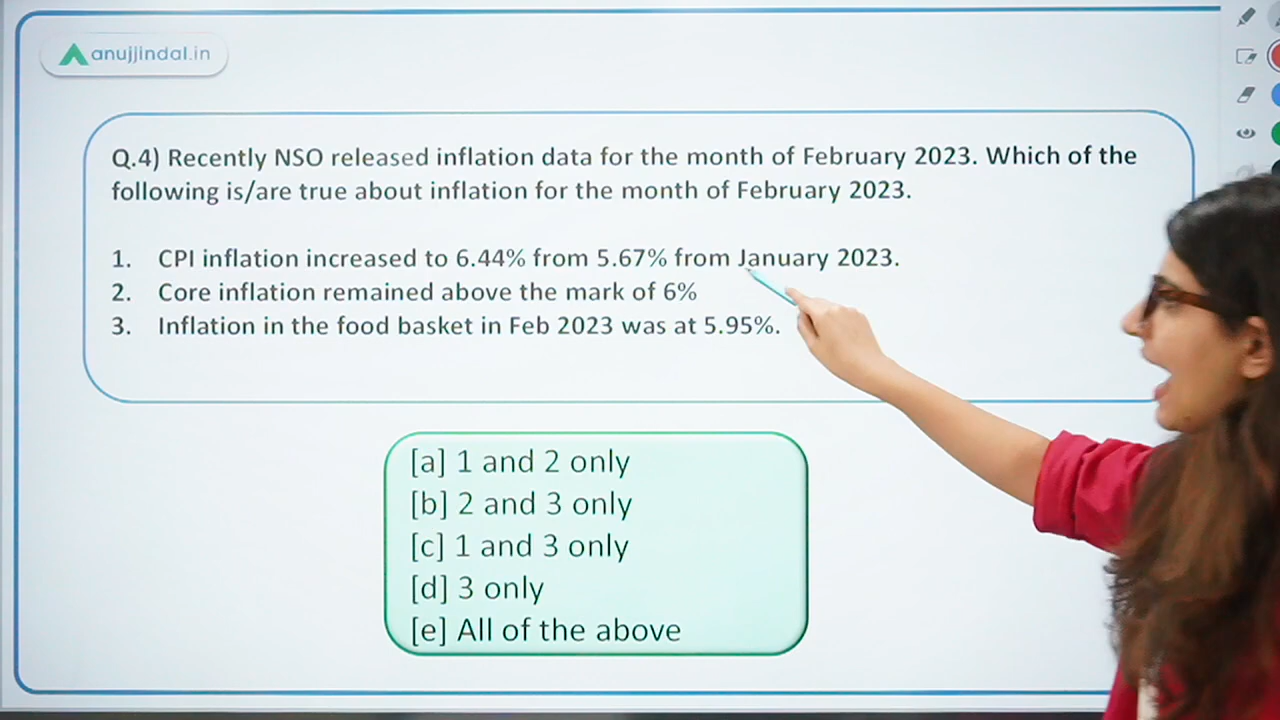 anujjindal.in
Q.4) Recently NSO released inflation data for the month of February 2023. Which of the
following is/are true about inflation for the month of February 2023.
1. CPI inflation increased to 6.44% from 5.67% from January 2023.
2. Core inflation remained above the mark of 6%
3. Inflation in the food basket in Feb 2023 was at 5.95%.
[a] 1 and 2 only
[b] 2 and 3 only
[c] 1 and 3 only
[d] 3 only
[e] All of the above